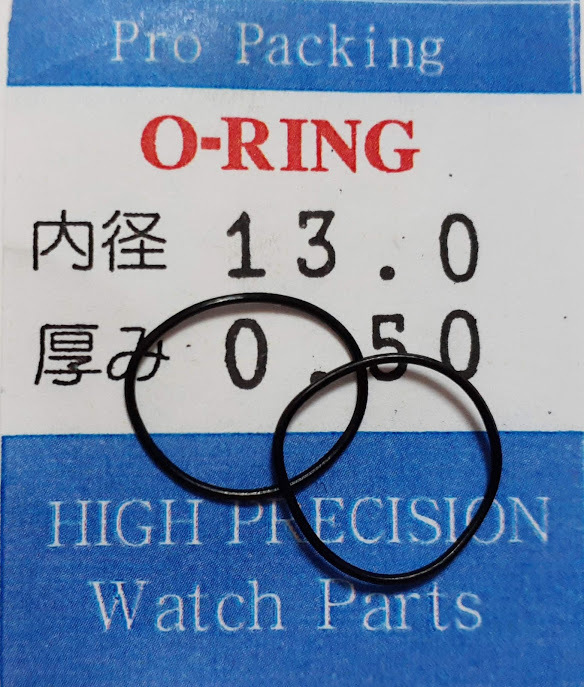 Pro Packing
O-RING
内径 13.0
厚み 0.50
HIGH PRECISION
Watch Parts